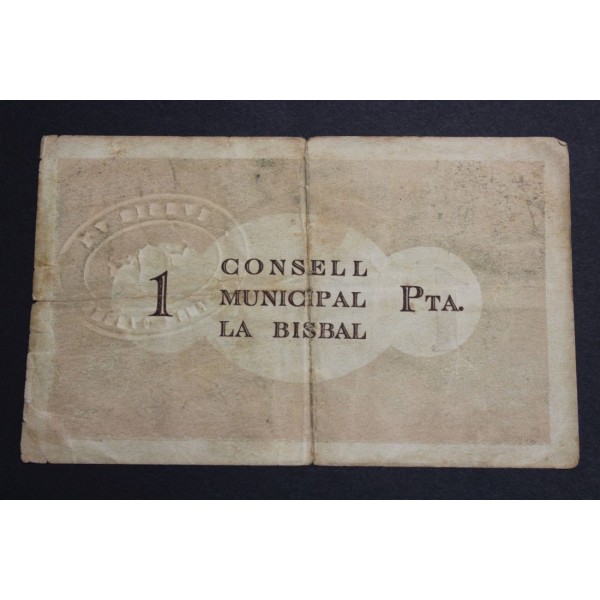 1
CONSELL
MUNICIPAL
LA BISBAL
PTA.